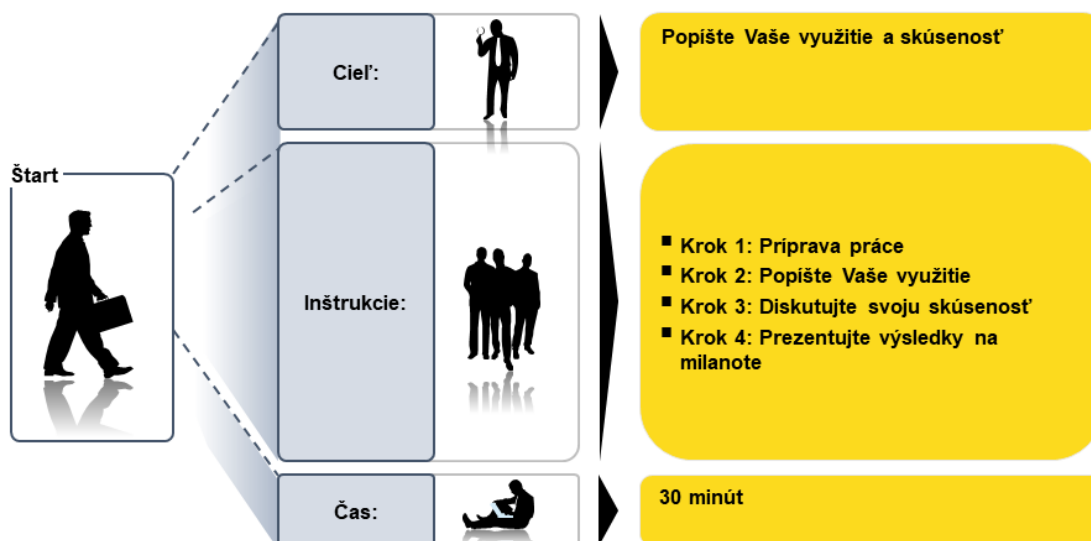 Štart
Cieľ:
Popíšte Vaše využitie a skúsenosť
Inštrukcie:
▪ Krok 1: Príprava práce
▪ Krok 2: Popíšte Vaše využitie
▪ Krok 3: Diskutujte svoju skúsenosť
▪ Krok 4: Prezentujte výsledky na
milanote
Čas:
30 minút